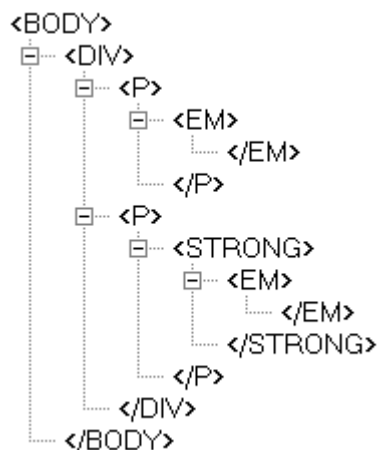 <BODY>
<DIV>
<P>
<EM>
</EM>
</P>
<P>
<STRONG>
<EM>
</EM>
</STRONG>
</P>
</DIV>
</BODY>